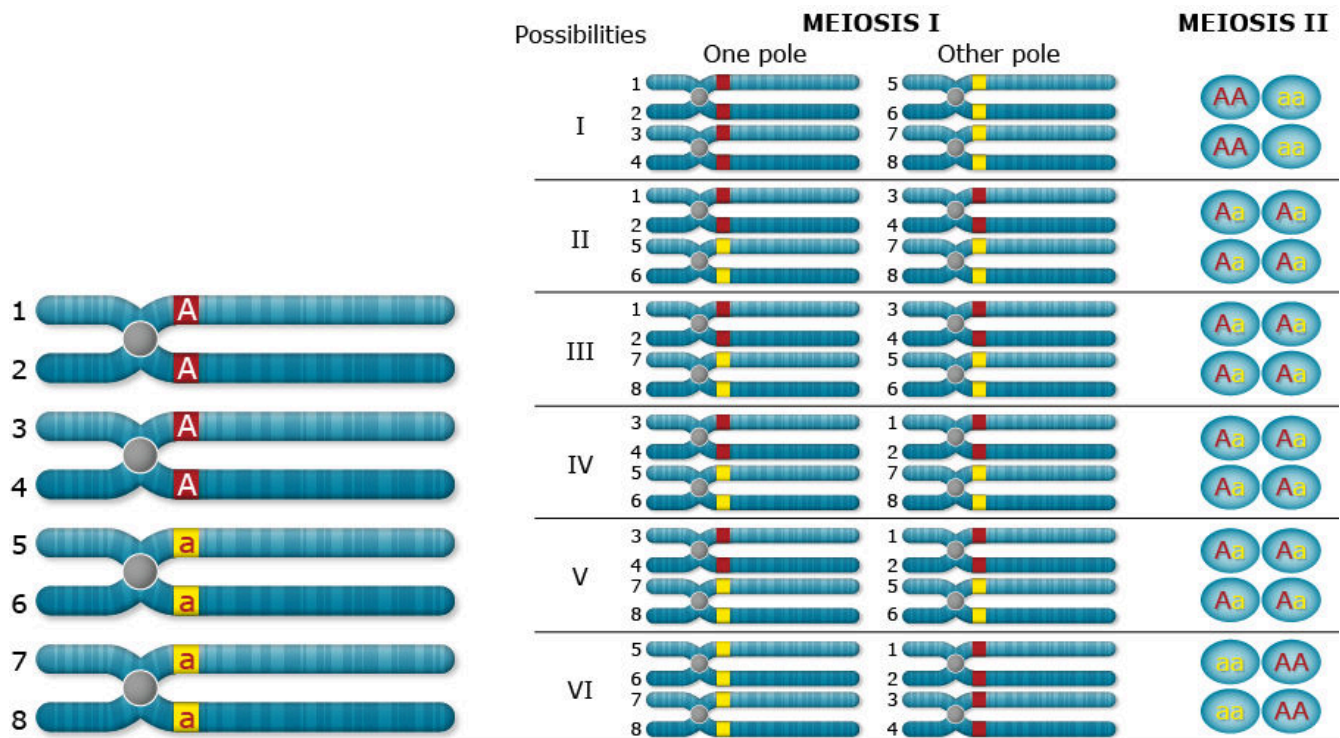 Possibilities MEIOSIS I MEIOSIS II
One pole Other pole
1 A
2 A
3 A
4 A
5 a
6 a
7 a
8 a
I
1 5
2 6
3 7
4 8
AA aa
AA aa
II
1 3
2 4
5 7
6 8
Aa Aa
Aa Aa
III
1 3
2 4
7 5
8 6
Aa Aa
Aa Aa
IV
3 1
4 2
5 7
6 8
Aa Aa
Aa Aa
V
3 1
4 2
7 5
8 6
Aa Aa
Aa Aa
VI
5 1
6 2
7 3
8 4
aa AA
aa AA